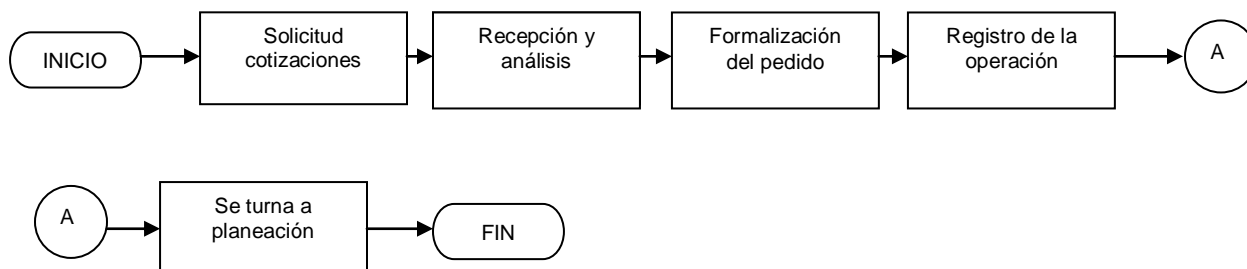 INICIO
Solicitud
cotizaciones
Recepción y
análisis
Formalización
del pedido
Registro de la
operación
A
A
Se turna a
planeación
FIN